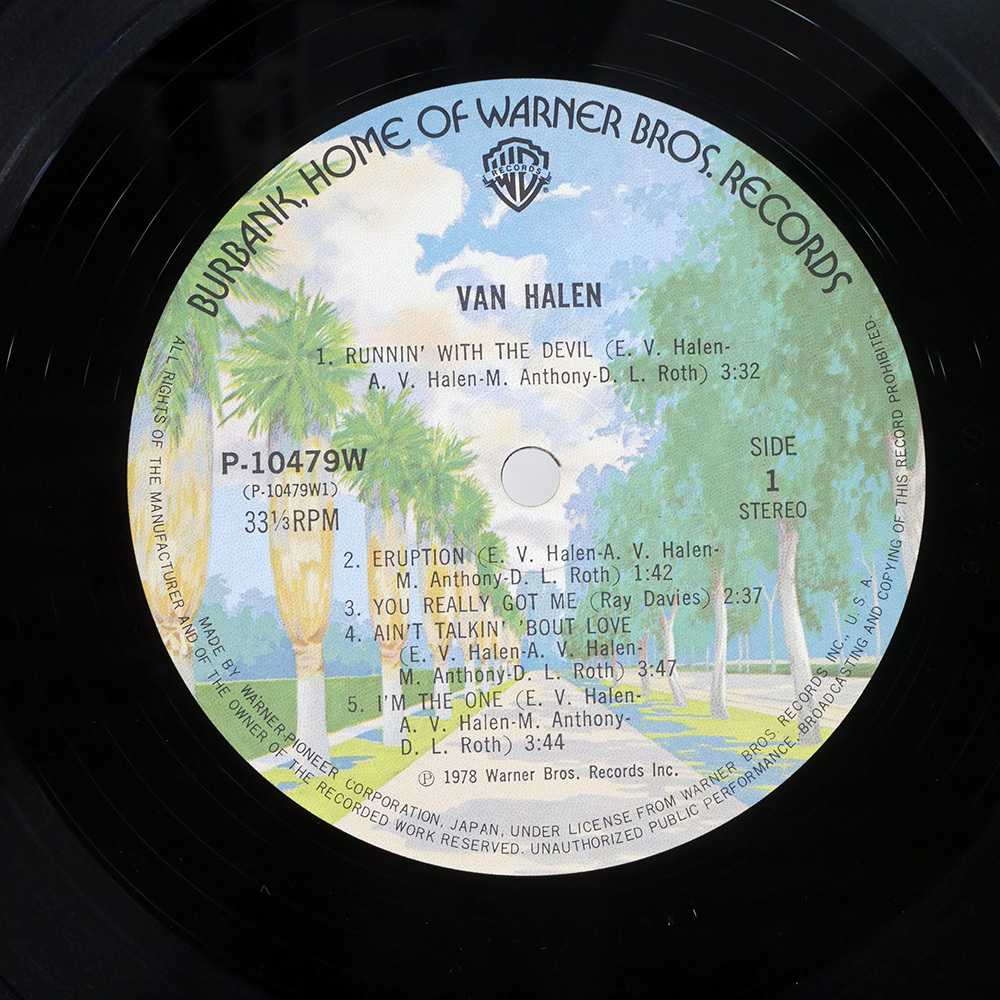 BURBANK, HOME OF WARNER BROS. RECORDS
W
RECORDS
®
VAN HALEN
1. RUNNIN' WITH THE DEVIL (E. V. Halen-
A. V. Halen-M. Anthony-D. L. Roth) 3:32
P-10479W
(P-10479W1)
33⅓RPM
SIDE
1
STEREO
2. ERUPTION (E. V. Halen-A. V. Halen-
M. Anthony-D. L. Roth) 1:42
3. YOU REALLY GOT ME (Ray Davies) 2:37
4. AIN'T TALKIN' 'BOUT LOVE
(E. V. Halen-A. V. Halen-
M. Anthony-D. L. Roth) 3:47
5. I'M THE ONE (E. V. Halen-
A. V. Halen-M. Anthony-
D. L. Roth) 3:44
℗ 1978 Warner Bros. Records Inc.
MADE BY WARNER-PIONEER CORPORATION, JAPAN, UNDER LICENSE FROM WARNER BROS. RECORDS INC., U. S. A.
ALL RIGHTS OF THE MANUFACTURER AND OF THE OWNER OF THE RECORDED WORK RESERVED. UNAUTHORIZED PUBLIC PERFORMANCE, BROADCASTING AND COPYING OF THIS RECORD PROHIBITED.